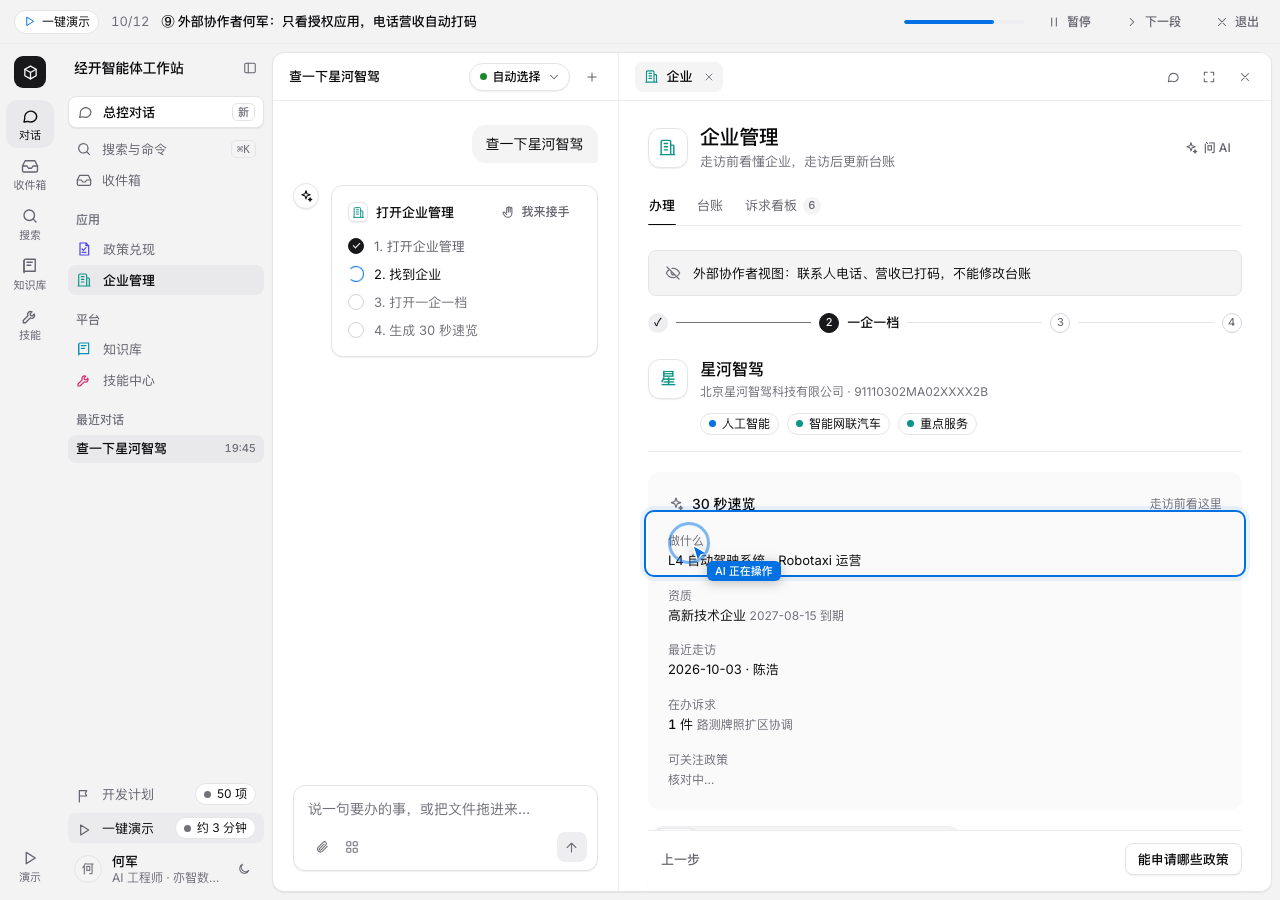 一键演示
10/12
⑨ 外部协作者何军：只看授权应用，电话营收自动打码
暂停
下一段
退出
对话
收件箱
搜索
知识库
技能
演示
经开智能体工作站
总控对话
新
搜索与命令
⌘K
收件箱
应用
政策兑现
企业管理
平台
知识库
技能中心
最近对话
查一下星河智驾
19:45
开发计划
50 项
一键演示
约 3 分钟
何
何军
AI 工程师 · 亦智数...
查一下星河智驾
自动选择
查一下星河智驾
打开企业管理
我来接手
1. 打开企业管理
2. 找到企业
3. 打开一企一档
4. 生成 30 秒速览
说一句要办的事，或把文件拖进来...
企业
企业管理
走访前看懂企业，走访后更新台账
问 AI
办理
台账
诉求看板
6
外部协作者视图：联系人电话、营收已打码，不能修改台账
2
一企一档
3
4
星
星河智驾
北京星河智驾科技有限公司 · 91110302MA02XXXX2B
人工智能
智能网联汽车
重点服务
30 秒速览
走访前看这里
做什么
L4 自动驾驶系统、Robotaxi 运营
AI 正在操作
资质
高新技术企业 2027-08-15 到期
最近走访
2026-10-03 · 陈浩
在办诉求
1 件 路测牌照扩区协调
可关注政策
核对中...
上一步
能申请哪些政策